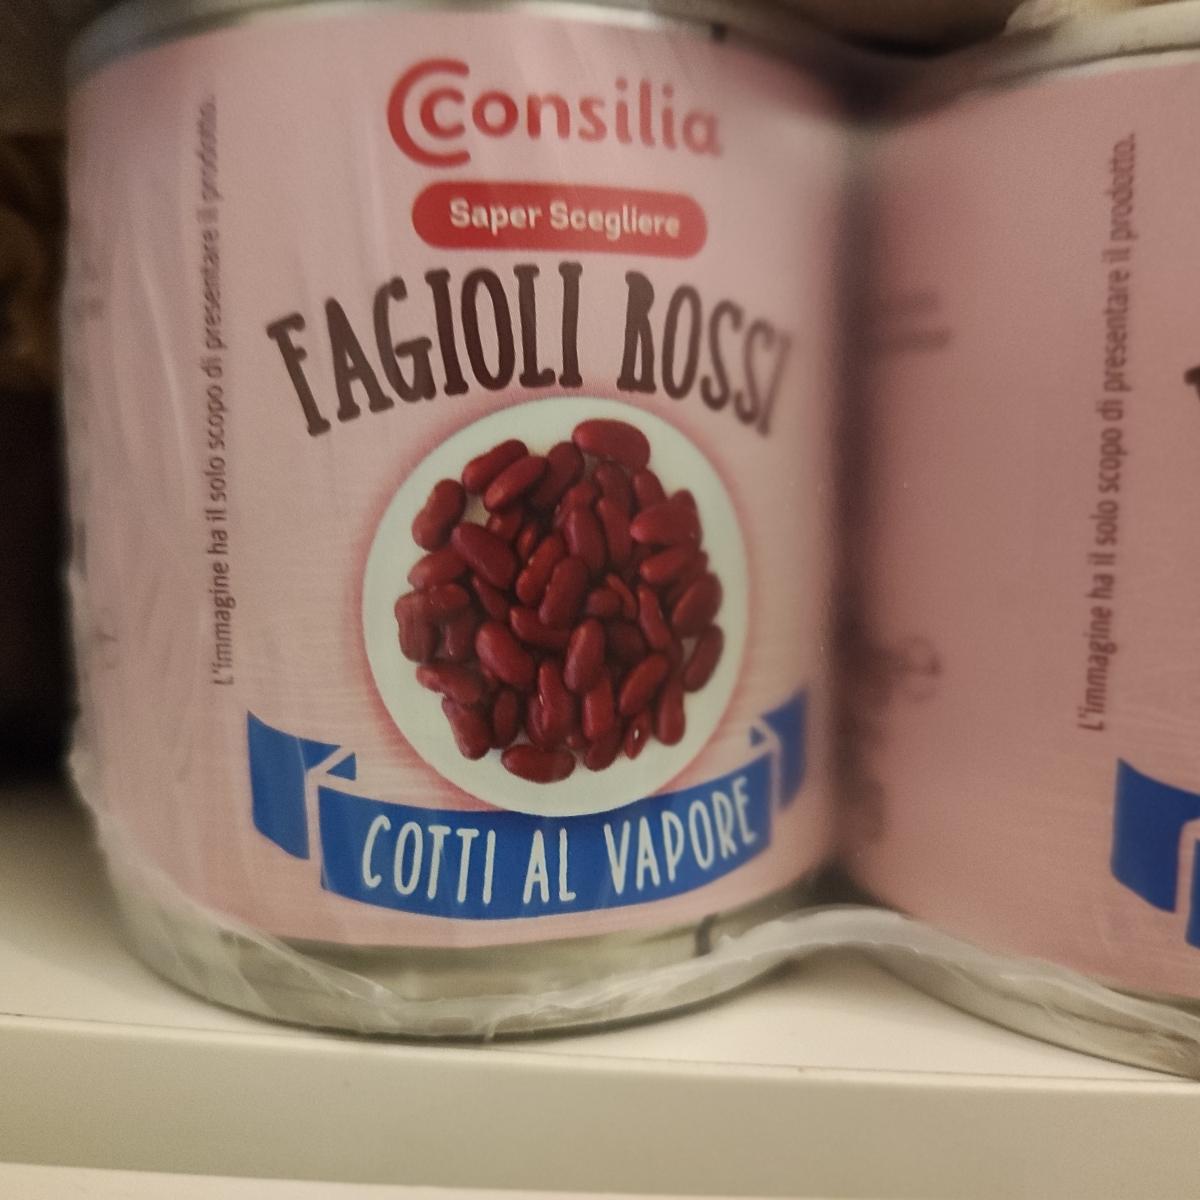 Consilia
Saper Scegliere
FAGIOLI ROSSI
COTTI AL VAPORE
L'immagine ha il solo scopo di presentare il prodotto.
L'immagine ha il solo scopo di presentare il prodotto.